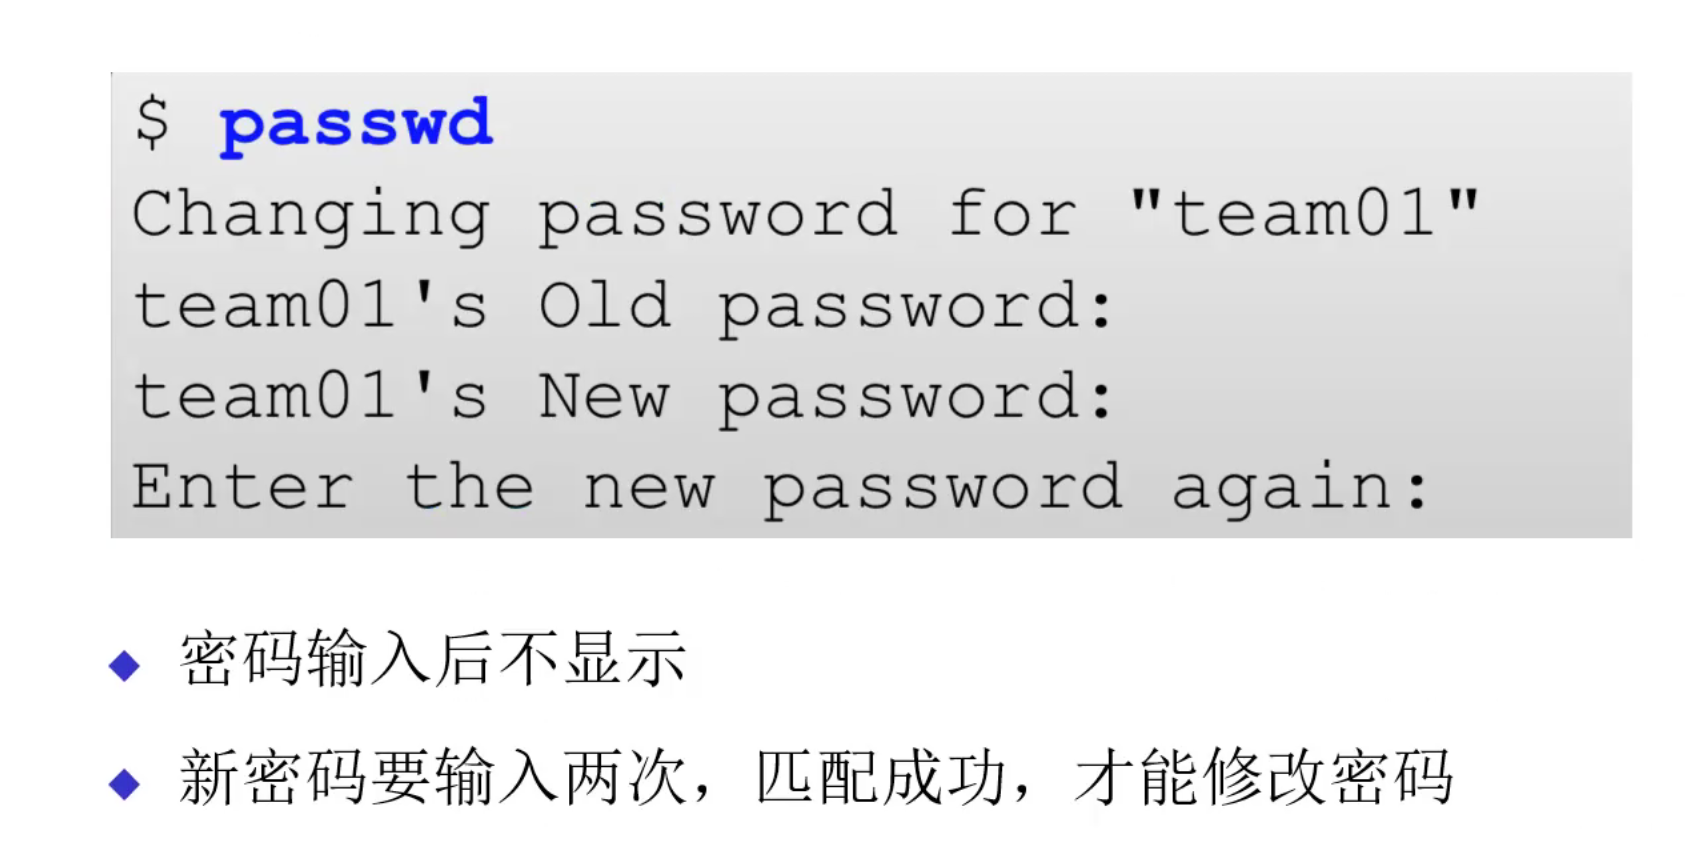 $ passwd
Changing password for "team01"
team01's Old password:
team01's New password:
Enter the new password again:
密码输入后不显示
新密码要输入两次，匹配成功，才能修改密码